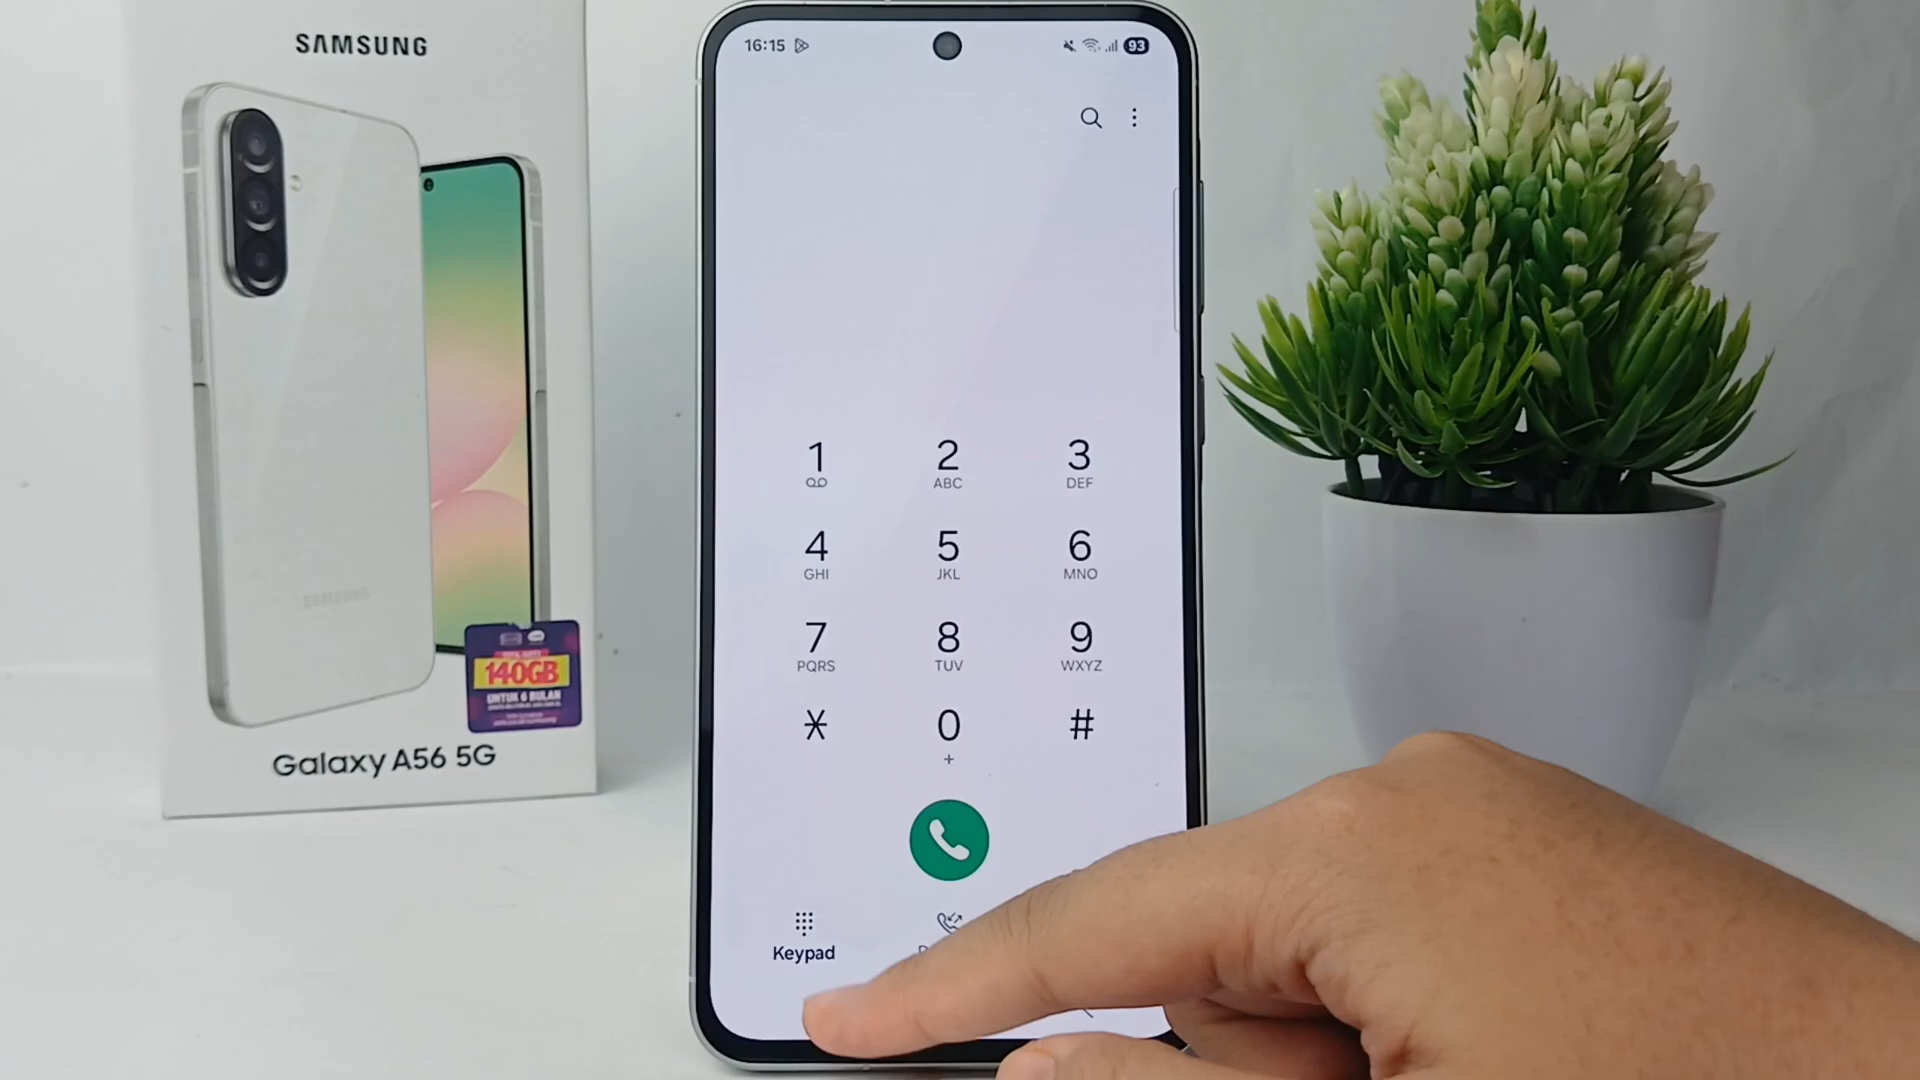 SAMSUNG
SAMSUNG
140GB
UNTUK 6 BULAN
Galaxy A56 5G
16:15
93
1
2
ABC
3
DEF
4
GHI
5
JKL
6
MNO
7
PQRS
8
TUV
9
WXYZ
*
0
+
#
Keypad